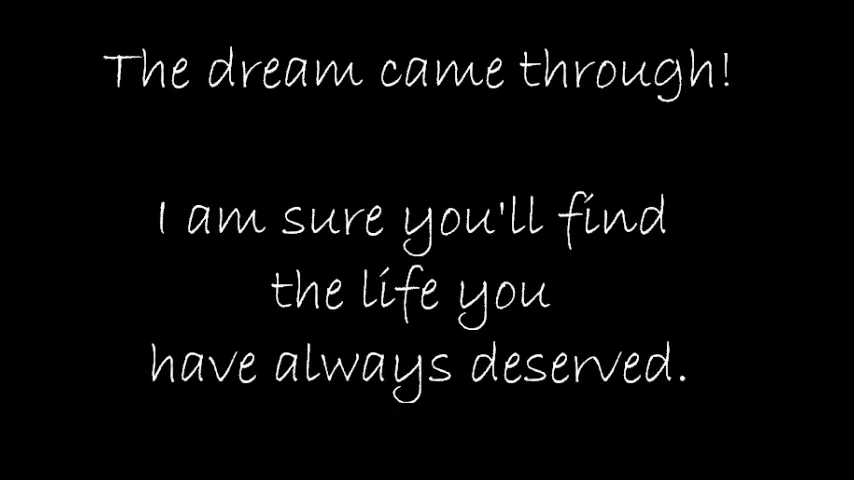 The dream came through!
I am sure you'll find
the life you
have always deserved.